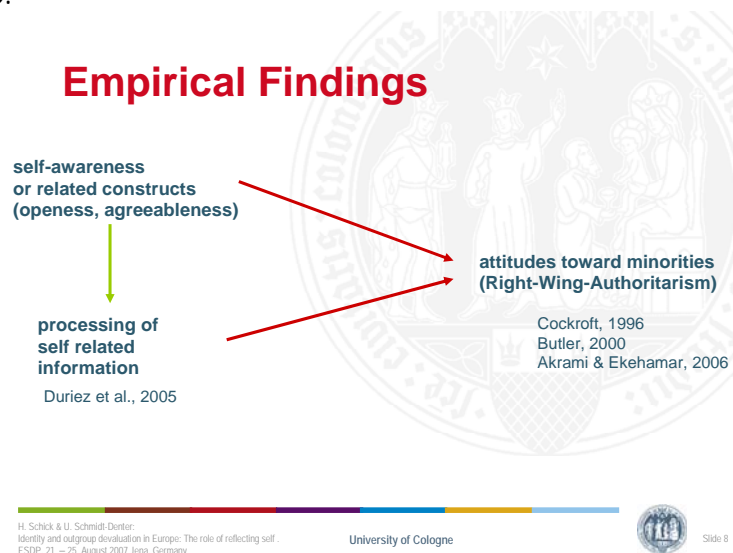 Empirical Findings
self-awareness
or related constructs
(openess, agreeableness)
attitudes toward minorities
(Right-Wing-Authoritarism)
processing of
self related
information
Cockroft, 1996
Butler, 2000
Akrami & Ekehamar, 2006
Duriez et al., 2005
H. Schick & U. Schmidt-Denter:
Identity and outgroup devaluation in Europe: The role of reflecting self .
ESDP, 21. – 25. August 2007, Jena, Germany
University of Cologne
Slide 8